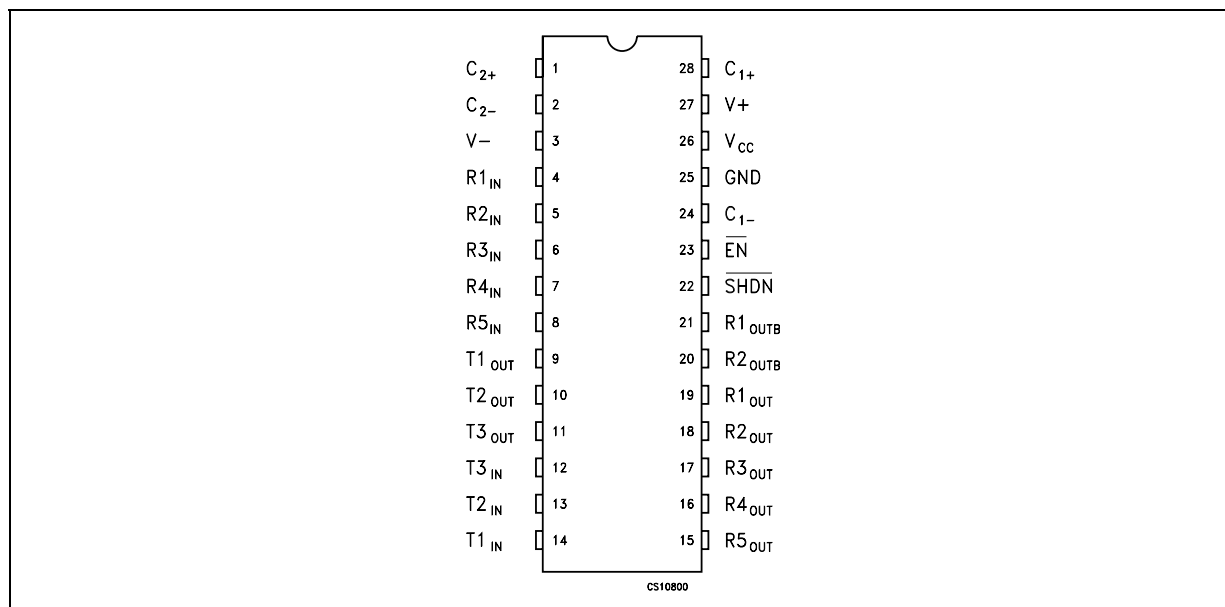 C2+ 1 28 C1+
C2- 2 27 V+
V- 3 26 VCC
R1IN 4 25 GND
R2IN 5 24 C1-
R3IN 6 23 EN
R4IN 7 22 SHDN
R5IN 8 21 R1OUTB
T1OUT 9 20 R2OUTB
T2OUT 10 19 R1OUT
T3OUT 11 18 R2OUT
T3IN 12 17 R3OUT
T2IN 13 16 R4OUT
T1IN 14 15 R5OUT
CS10800